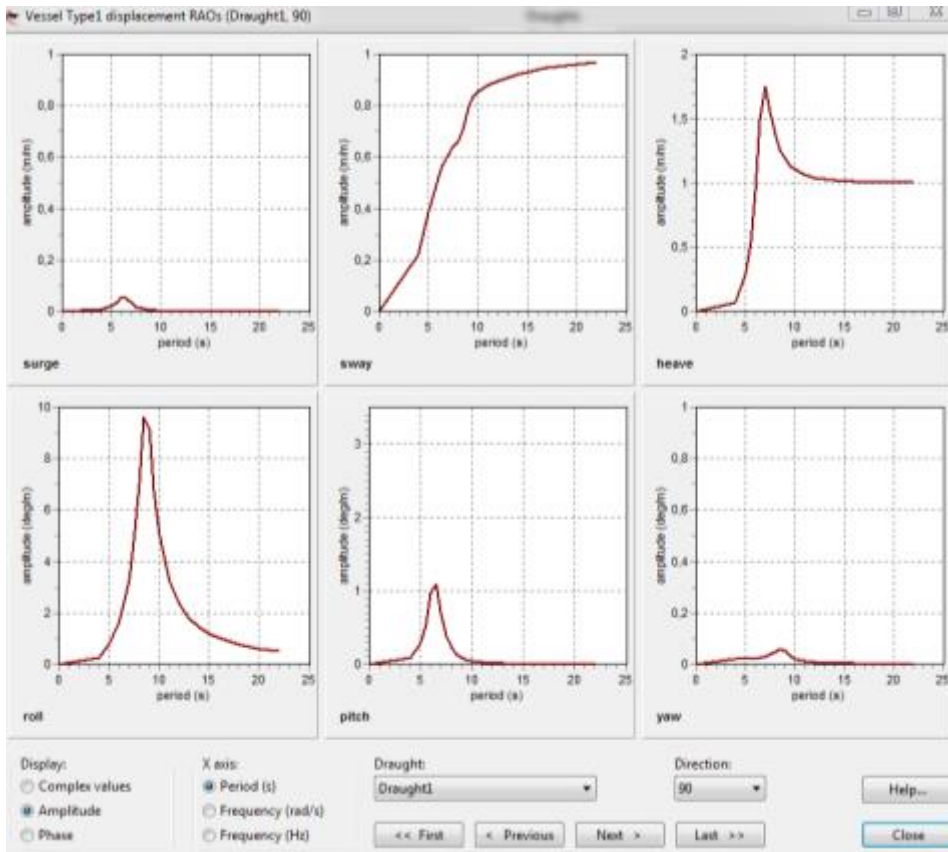 Vessel Type1 displacement RAOs (Draught1, 90)
Draughts
1
0,8
0,6
0,4
0,2
0
amplitude (m/m)
0 5 10 15 20 25
period (s)
surge
1
0,8
0,6
0,4
0,2
0
amplitude (m/m)
0 5 10 15 20 25
period (s)
sway
2
1,5
1
0,5
0
amplitude (m/m)
0 5 10 15 20 25
period (s)
heave
10
8
6
4
2
0
amplitude (deg/m)
0 5 10 15 20 25
period (s)
roll
3
2
1
0
amplitude (deg/m)
0 5 10 15 20 25
period (s)
pitch
1
0,8
0,6
0,4
0,2
0
amplitude (deg/m)
0 5 10 15 20 25
period (s)
yaw
Display:
Complex values
Amplitude
Phase
X axis:
Period (s)
Frequency (rad/s)
Frequency (Hz)
Draught:
Draught1
Direction:
90
<< First
< Previous
Next >
Last >>
Help...
Close